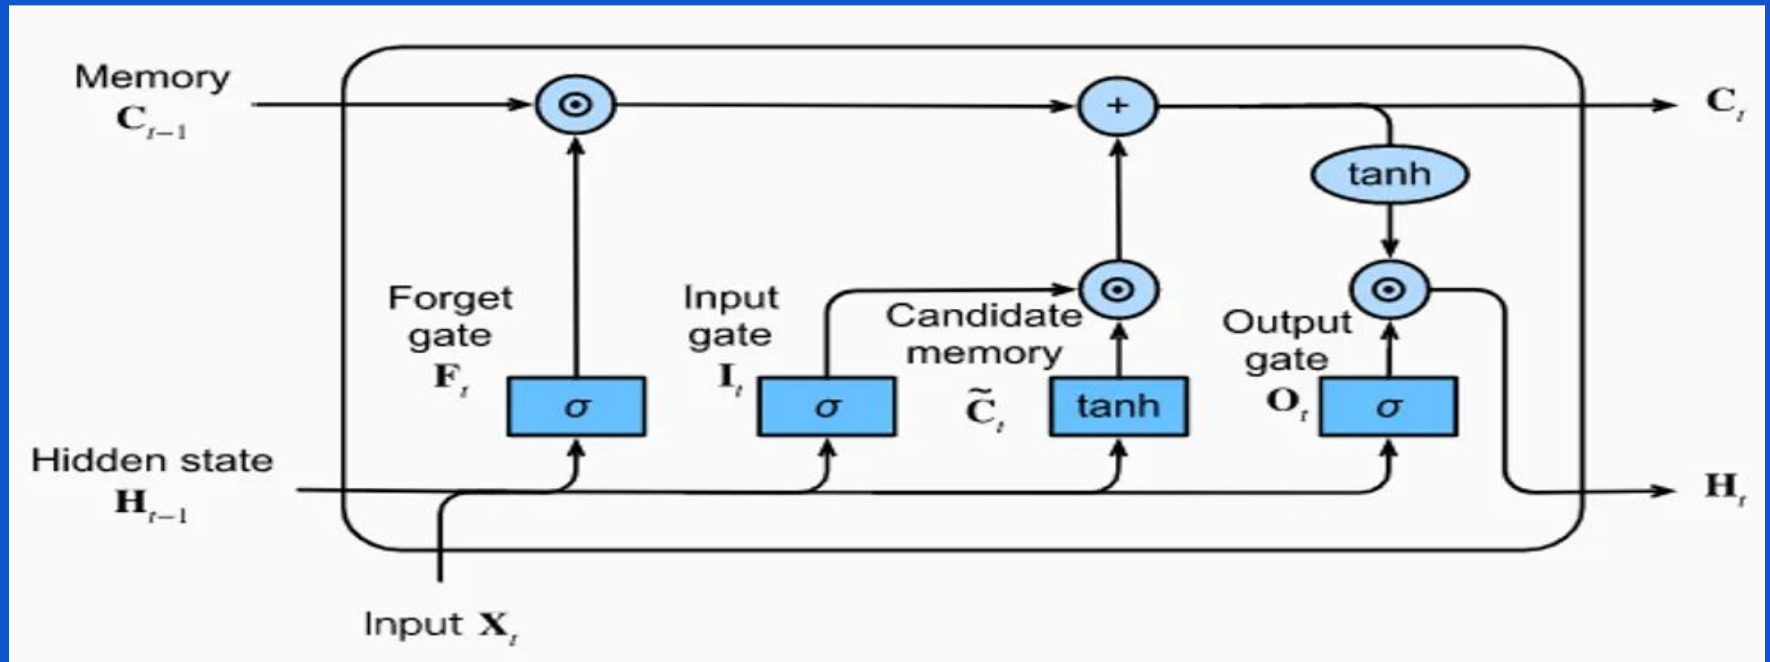 Memory
C_{t-1}
⊙
+
C_t
tanh
Forget
gate
F_t
Input
gate
I_t
Candidate
memory
C̃_t
⊙
Output
gate
O_t
⊙
σ
σ
tanh
σ
Hidden state
H_{t-1}
H_t
Input X_t